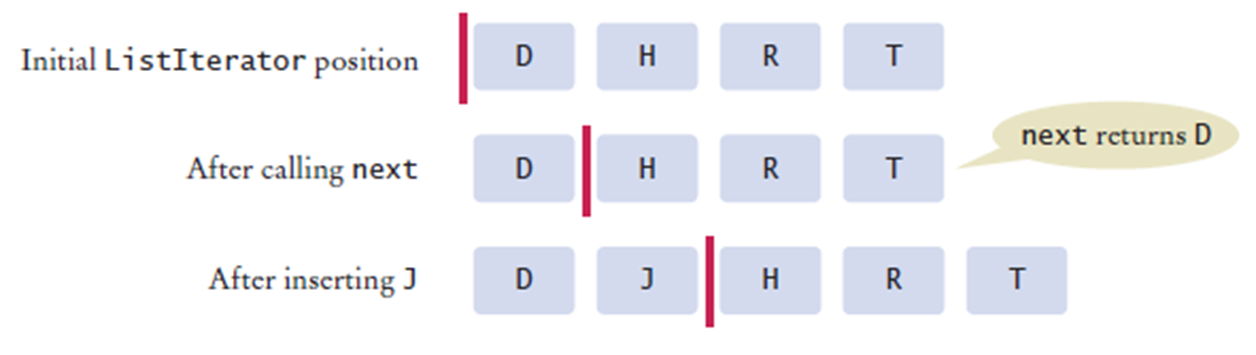 Initial ListIterator position D H R T
next returns D
After calling next D H R T
After inserting J D J H R T